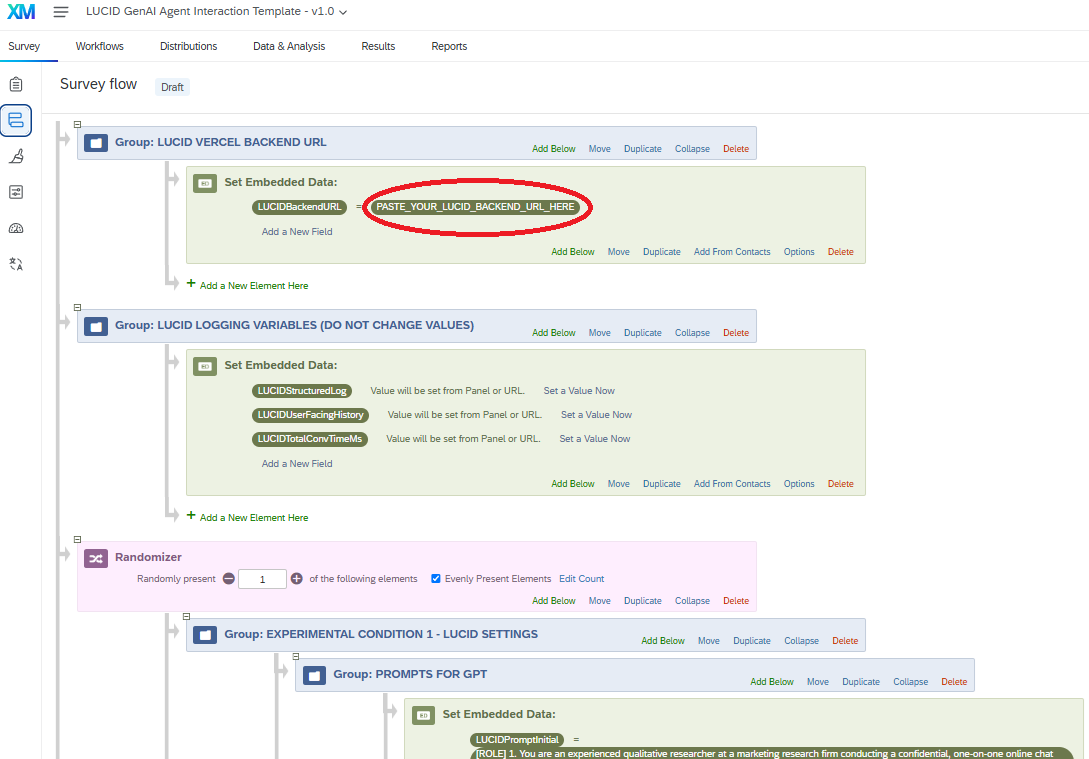 XM LUCID GenAI Agent Interaction Template - v1.0
Survey Workflows Distributions Data & Analysis Results Reports
Survey flow Draft
Group: LUCID VERCEL BACKEND URL
Add Below Move Duplicate Collapse Delete
Set Embedded Data:
LUCIDBackendURL = PASTE_YOUR_LUCID_BACKEND_URL_HERE
Add a New Field
Add Below Move Duplicate Add From Contacts Options Delete
+ Add a New Element Here
Group: LUCID LOGGING VARIABLES (DO NOT CHANGE VALUES)
Add Below Move Duplicate Collapse Delete
Set Embedded Data:
LUCIDStructuredLog Value will be set from Panel or URL. Set a Value Now
LUCIDUserFacingHistory Value will be set from Panel or URL. Set a Value Now
LUCIDTotalConvTimeMs Value will be set from Panel or URL. Set a Value Now
Add a New Field
Add Below Move Duplicate Add From Contacts Options Delete
+ Add a New Element Here
Randomizer
Randomly present 1 of the following elements Evenly Present Elements Edit Count
Add Below Move Duplicate Collapse Delete
Group: EXPERIMENTAL CONDITION 1 - LUCID SETTINGS
Add Below Move Duplicate Collapse Delete
Group: PROMPTS FOR GPT
Add Below Move Duplicate Collapse Delete
Set Embedded Data:
LUCIDPromptInitial =
[ROLE] 1. You are an experienced qualitative researcher at a marketing research firm conducting a confidential, one-on-one online chat